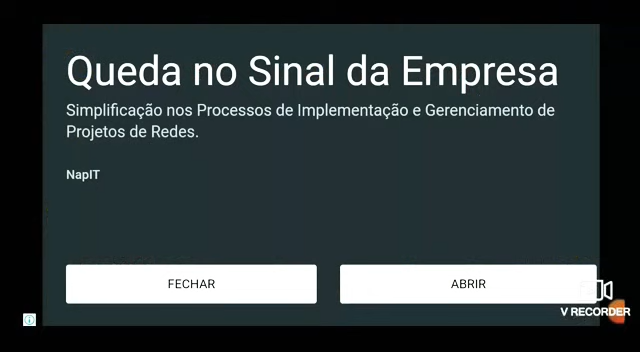 Queda no Sinal da Empresa
Simplificação nos Processos de Implementação e Gerenciamento de
Projetos de Redes.
NapIT
FECHAR
ABRIR
V RECORDER